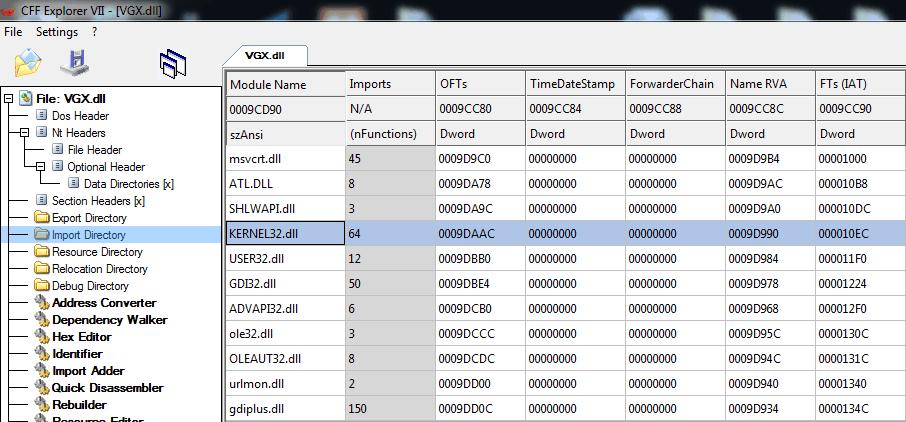 CFF Explorer VII - [VGX.dll]
File Settings ?
VGX.dll
File: VGX.dll
Dos Header
Nt Headers
File Header
Optional Header
Data Directories [x]
Section Headers [x]
Export Directory
Import Directory
Resource Directory
Relocation Directory
Debug Directory
Address Converter
Dependency Walker
Hex Editor
Identifier
Import Adder
Quick Disassembler
Rebuilder
Resource Editor
Module Name Imports OFTs TimeDateStamp ForwarderChain Name RVA FTs (IAT)
0009CD90 N/A 0009CC80 0009CC84 0009CC88 0009CC8C 0009CC90
szAnsi (nFunctions) Dword Dword Dword Dword Dword
msvcrt.dll 45 0009D9C0 00000000 00000000 0009D9B4 00001000
ATL.DLL 8 0009DA78 00000000 00000000 0009D9AC 000010B8
SHLWAPI.dll 3 0009DA9C 00000000 00000000 0009D9A0 000010DC
KERNEL32.dll 64 0009DAAC 00000000 00000000 0009D990 000010EC
USER32.dll 12 0009DBB0 00000000 00000000 0009D984 000011F0
GDI32.dll 50 0009DBE4 00000000 00000000 0009D978 00001224
ADVAPI32.dll 6 0009DCB0 00000000 00000000 0009D968 000012F0
ole32.dll 3 0009DCCC 00000000 00000000 0009D95C 0000130C
OLEAUT32.dll 8 0009DCDC 00000000 00000000 0009D94C 0000131C
urlmon.dll 2 0009DD00 00000000 00000000 0009D940 00001340
gdiplus.dll 150 0009DD0C 00000000 00000000 0009D934 0000134C